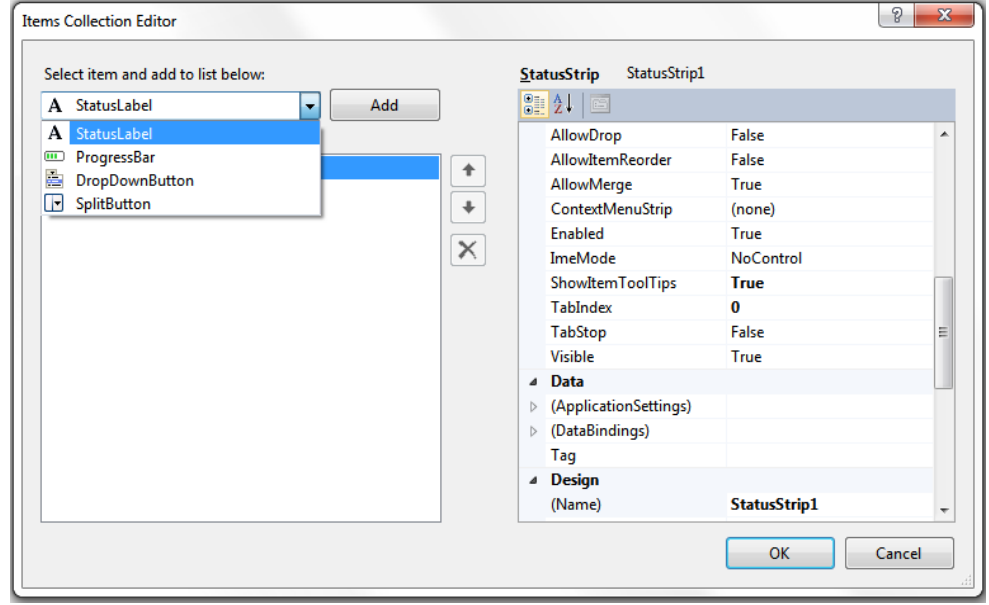 Items Collection Editor
Select item and add to list below:
StatusLabel
Add
StatusLabel
ProgressBar
DropDownButton
SplitButton
StatusStrip StatusStrip1
AllowDrop False
AllowItemReorder False
AllowMerge True
ContextMenuStrip (none)
Enabled True
ImeMode NoControl
ShowItemToolTips True
TabIndex 0
TabStop False
Visible True
Data
(ApplicationSettings)
(DataBindings)
Tag
Design
(Name) StatusStrip1
OK Cancel